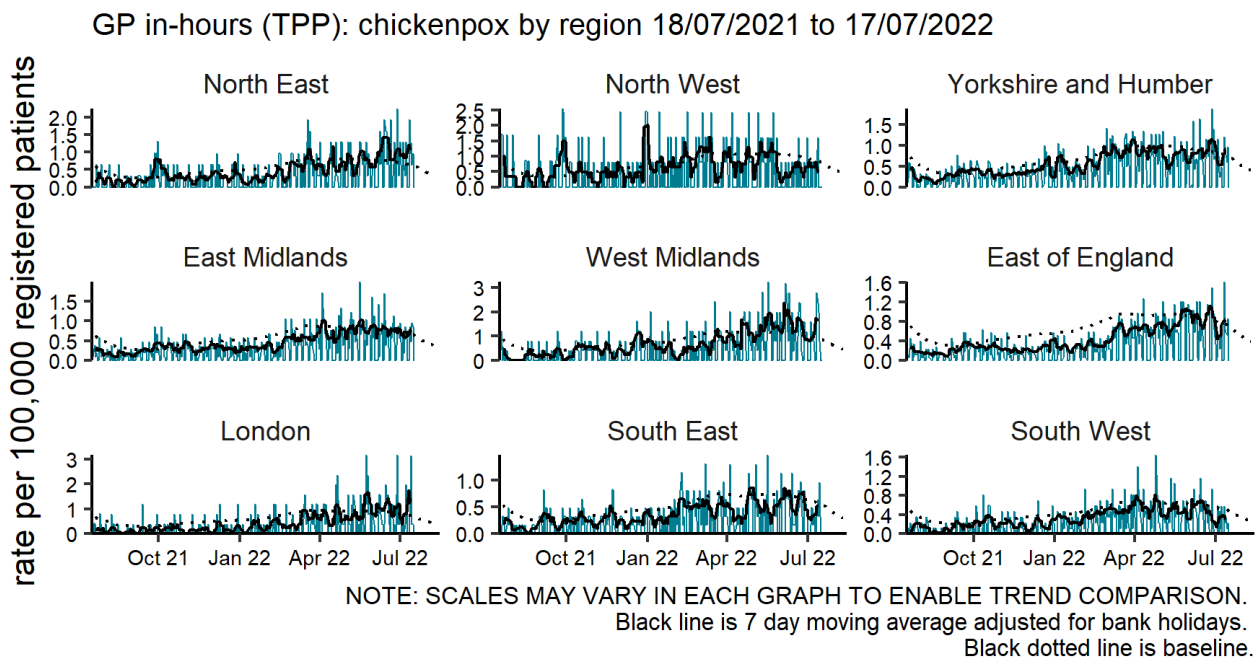 GP in-hours (TPP): chickenpox by region 18/07/2021 to 17/07/2022
rate per 100,000 registered patients
North East
2.0
1.5
1.0
0.5
0.0
North West
2.5
2.0
1.5
1.0
0.5
0.0
Yorkshire and Humber
1.5
1.0
0.5
0.0
East Midlands
1.5
1.0
0.5
0.0
West Midlands
3
2
1
0
East of England
1.6
1.2
0.8
0.4
0.0
London
3
2
1
0
South East
1.0
0.5
0.0
South West
1.6
1.2
0.8
0.4
0.0
Oct 21 Jan 22 Apr 22 Jul 22
Oct 21 Jan 22 Apr 22 Jul 22
Oct 21 Jan 22 Apr 22 Jul 22
NOTE: SCALES MAY VARY IN EACH GRAPH TO ENABLE TREND COMPARISON.
Black line is 7 day moving average adjusted for bank holidays.
Black dotted line is baseline.